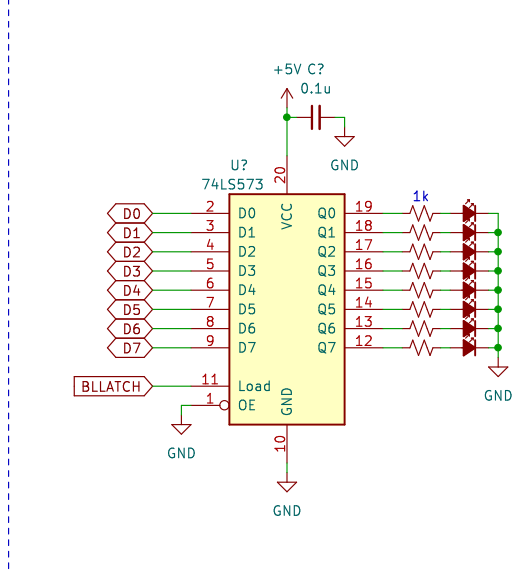 +5V C?
0.1u
GND
U?
74LS573
20
VCC
1k
D0 2 D0 Q0 19
D1 3 D1 Q1 18
D2 4 D2 Q2 17
D3 5 D3 Q3 16
D4 6 D4 Q4 15
D5 7 D5 Q5 14
D6 8 D6 Q6 13
D7 9 D7 Q7 12
BLLATCH 11 Load
1 OE
GND
GND
GND
10
GND